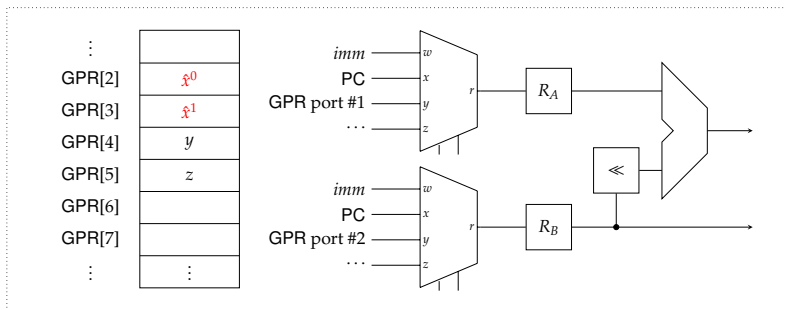 ⋮
GPR[2] x̂⁰
GPR[3] x̂¹
GPR[4] y
GPR[5] z
GPR[6]
GPR[7]
⋮ ⋮
imm w
PC x
GPR port #1 y
⋯ z
r
R_A
imm w
PC x
GPR port #2 y
⋯ z
r
R_B
≪